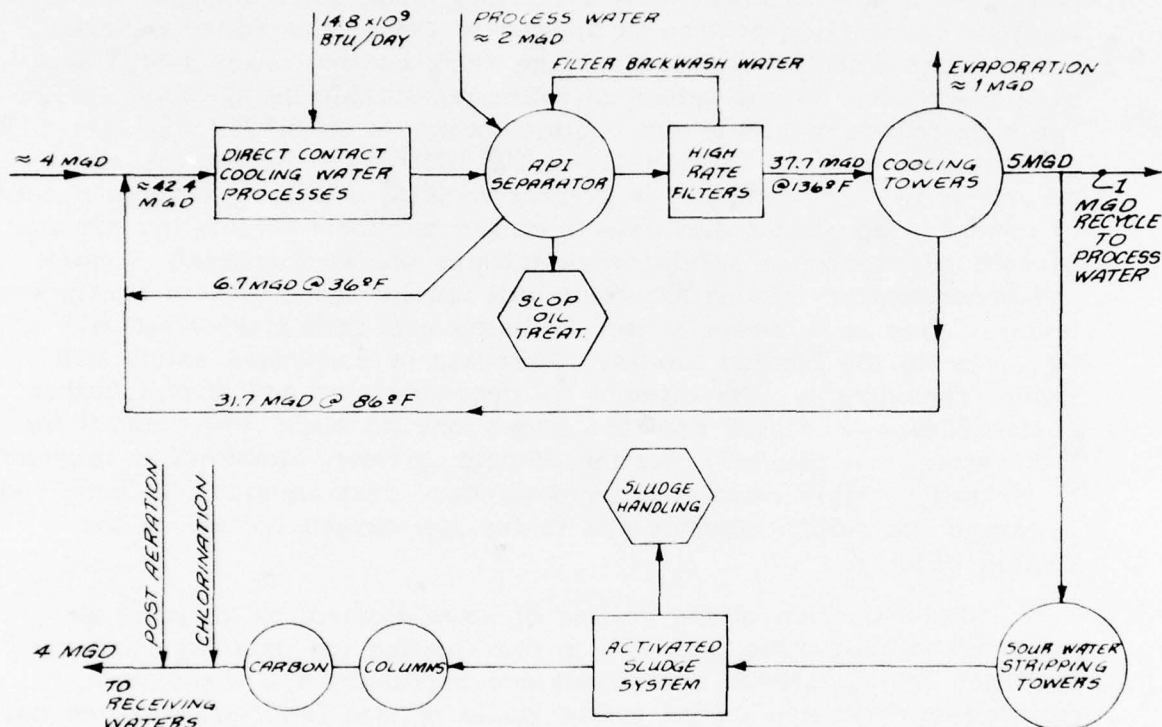 14.8 x10⁹
BTU/DAY
PROCESS WATER
≈ 2 MGD
FILTER BACKWASH WATER
EVAPORATION
≈ 1 MGD
≈ 4 MGD
≈42.4
MGD
DIRECT CONTACT
COOLING WATER
PROCESSES
API
SEPARATOR
HIGH
RATE
FILTERS
37.7 MGD
@136°F
COOLING
TOWERS
5MGD
1
MGD
RECYCLE
TO
PROCESS
WATER
6.7 MGD @ 36°F
SLOP
OIL
TREAT.
31.7 MGD @ 86°F
POST AERATION
CHLORINATION
SLUDGE
HANDLING
4 MGD
TO
RECEIVING
WATERS
CARBON
COLUMNS
ACTIVATED
SLUDGE
SYSTEM
SOUR WATER
STRIPPING
TOWERS